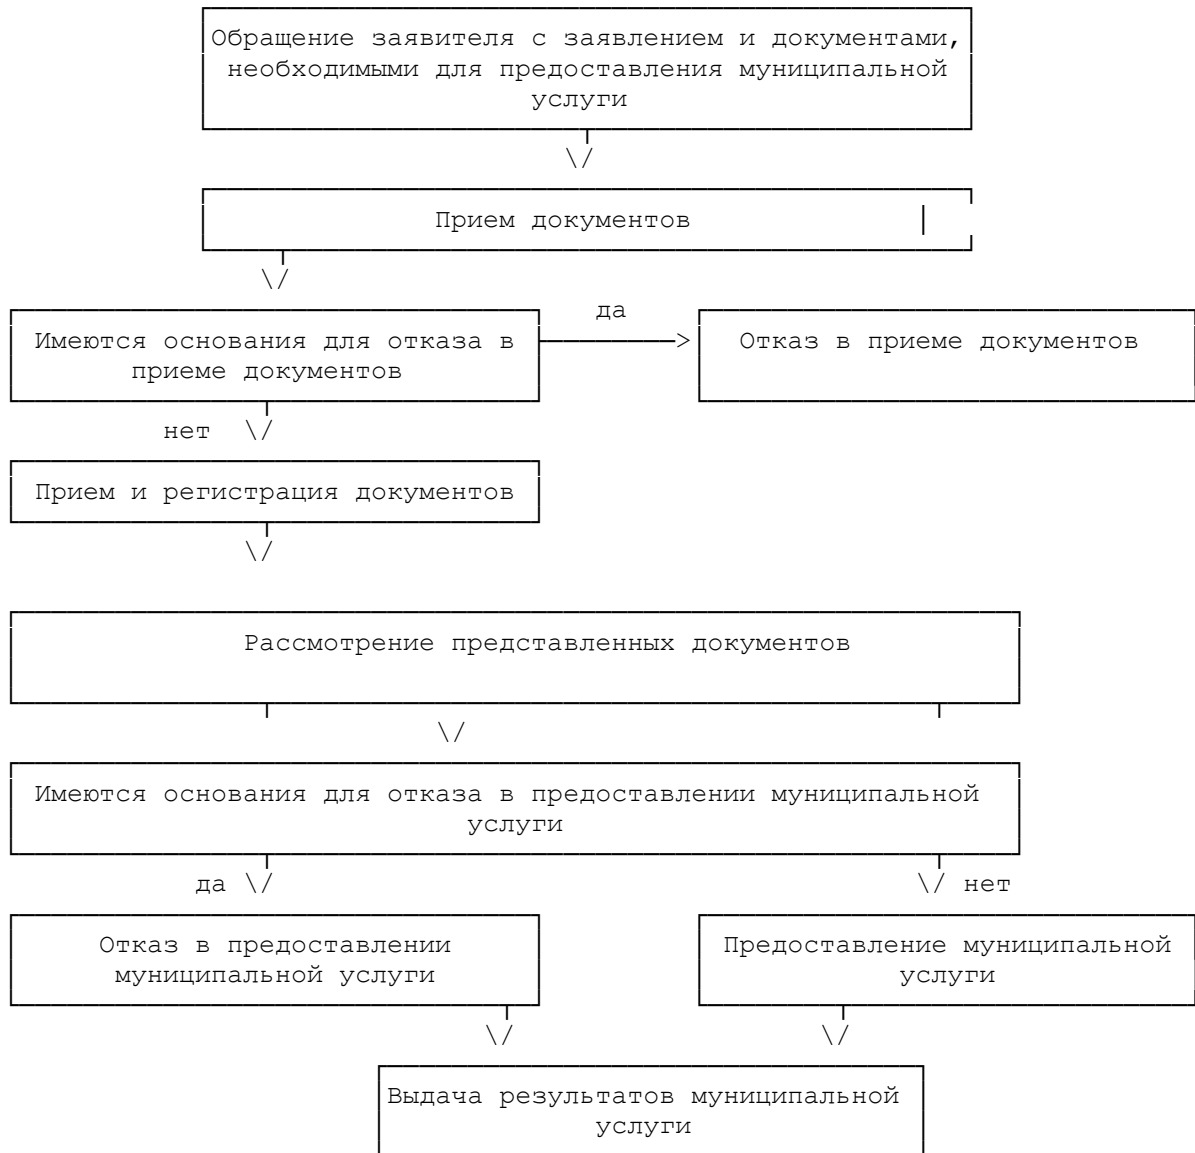 Обращение заявителя с заявлением и документами,
необходимыми для предоставления муниципальной
услуги
\/
Прием документов
\/
да
Имеются основания для отказа в
приеме документов
>
Отказ в приеме документов
нет \/
Прием и регистрация документов
\/
Рассмотрение представленных документов
\/
Имеются основания для отказа в предоставлении муниципальной
услуги
да \/
\/ нет
Отказ в предоставлении
муниципальной услуги
Предоставление муниципальной
услуги
\/
\/
Выдача результатов муниципальной
услуги